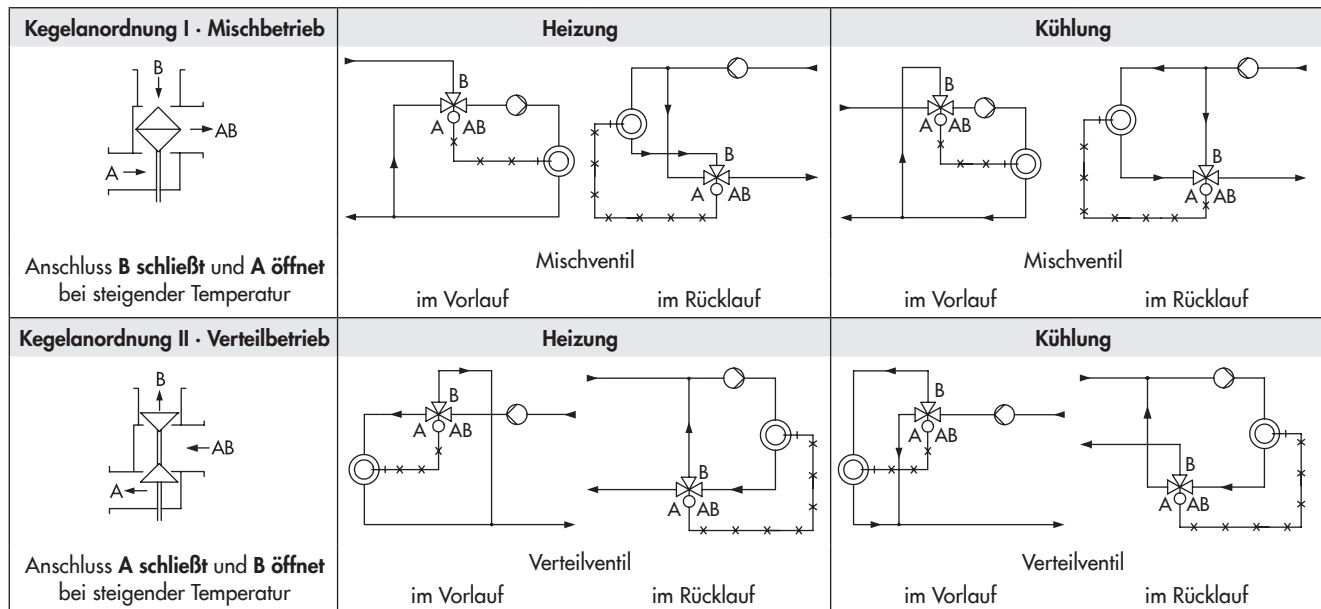 Kegelanordnung I · Mischbetrieb
Heizung
Kühlung
B
AB
A
B
A AB
B
A AB
B
A AB
B
A AB
Anschluss B schließt und A öffnet
bei steigender Temperatur
Mischventil
im Vorlauf im Rücklauf
Mischventil
im Vorlauf im Rücklauf
Kegelanordnung II · Verteilbetrieb
Heizung
Kühlung
B
AB
A
B
A AB
B
A AB
B
A AB
B
A AB
Anschluss A schließt und B öffnet
bei steigender Temperatur
Verteilventil
im Vorlauf im Rücklauf
Verteilventil
im Vorlauf im Rücklauf